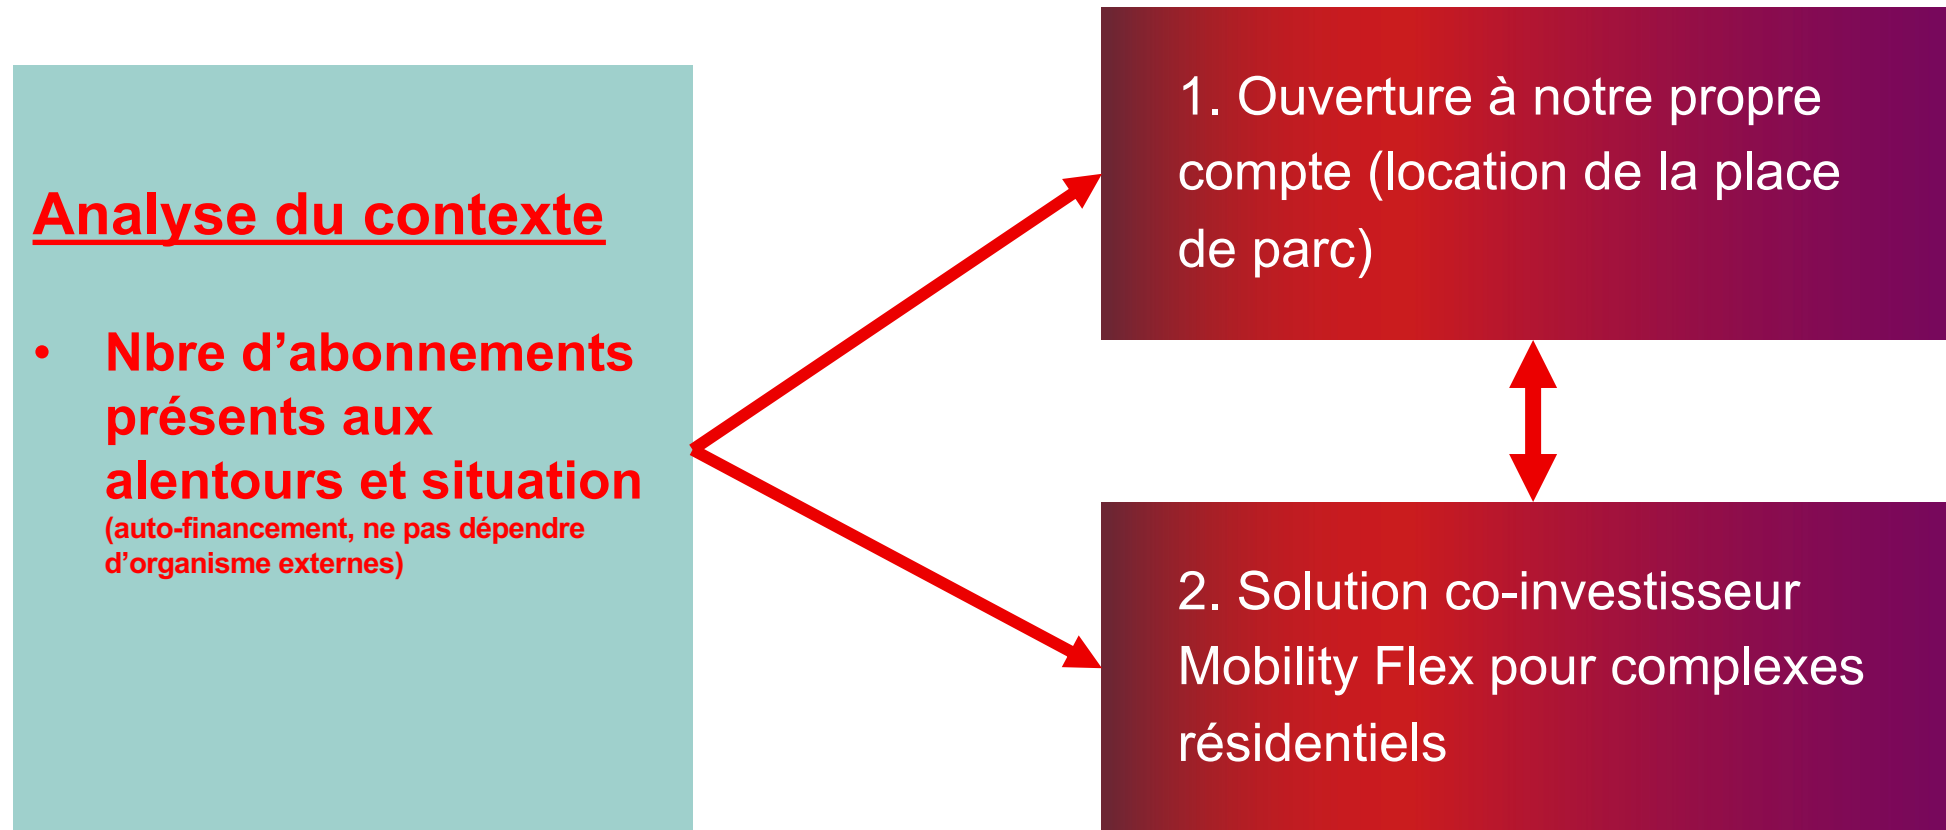 Analyse du contexte
• Nbre d’abonnements
présents aux
alentours et situation
(auto-financement, ne pas dépendre
d’organisme externes)
1. Ouverture à notre propre
compte (location de la place
de parc)
2. Solution co-investisseur
Mobility Flex pour complexes
résidentiels